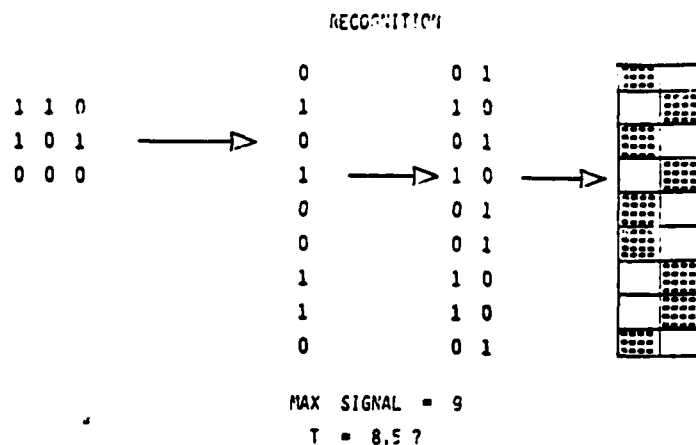 RECOGNITION
0 0 1
1 1 0 1 1 0
1 0 1 0 0 1
0 0 0 1 1 0
0 0 1
0 0 1
1 1 0
1 1 0
0 0 1
MAX SIGNAL = 9
T = 8.5 ?